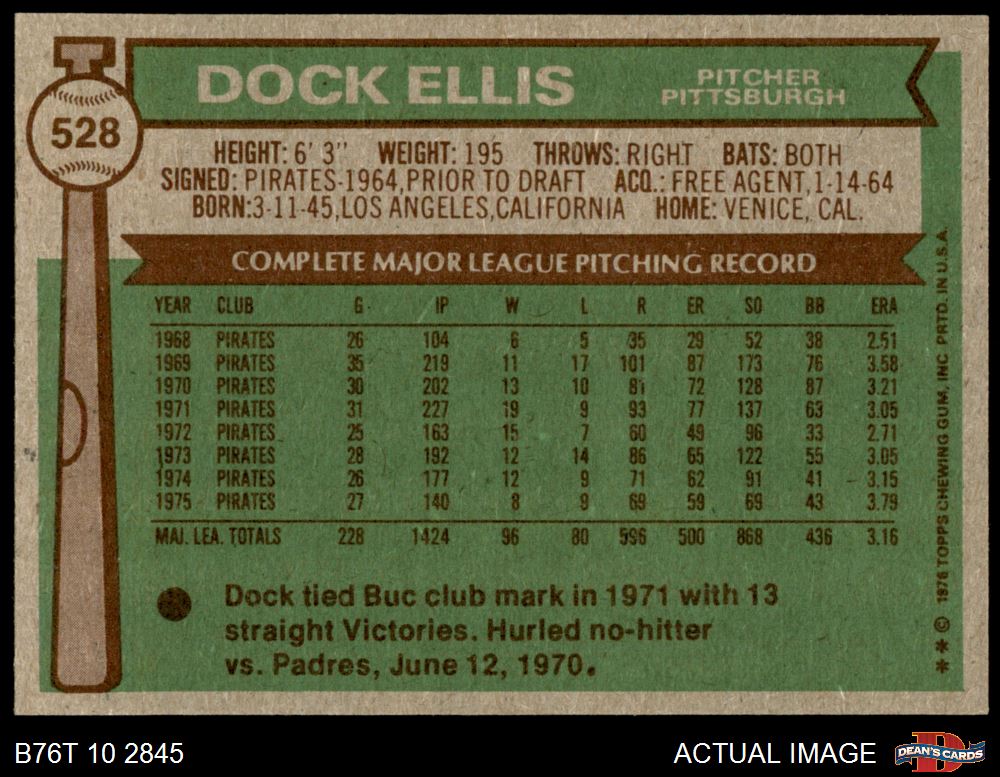 528
DOCK ELLIS
PITCHER
PITTSBURGH
HEIGHT: 6' 3" WEIGHT: 195 THROWS: RIGHT BATS: BOTH
SIGNED: PIRATES-1964, PRIOR TO DRAFT ACQ.: FREE AGENT, 1-14-64
BORN: 3-11-45, LOS ANGELES, CALIFORNIA HOME: VENICE, CAL.
COMPLETE MAJOR LEAGUE PITCHING RECORD
YEAR CLUB G IP W L R ER SO BB ERA
1968 PIRATES 26 104 6 5 35 29 52 38 2.51
1969 PIRATES 35 219 11 17 101 87 173 76 3.58
1970 PIRATES 30 202 13 10 81 72 128 87 3.21
1971 PIRATES 31 227 19 9 93 77 137 63 3.05
1972 PIRATES 25 163 15 7 60 49 96 33 2.71
1973 PIRATES 28 192 12 14 86 65 122 55 3.05
1974 PIRATES 26 177 12 9 71 62 91 41 3.15
1975 PIRATES 27 140 8 9 69 59 69 43 3.79
MAJ. LEA. TOTALS 228 1424 96 80 596 500 868 436 3.16
Dock tied Buc club mark in 1971 with 13
straight Victories. Hurled no-hitter
vs. Padres, June 12, 1970.
** © 1976 TOPPS CHEWING GUM, INC PRTD. IN U.S.A.
B76T 10 2845
ACTUAL IMAGE
DEAN'S CARDS